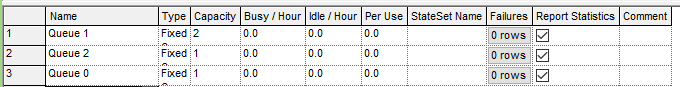 Name Type Capacity Busy / Hour Idle / Hour Per Use StateSet Name Failures Report Statistics Comment
1 Queue 1 Fixed 2 0.0 0.0 0.0 0 rows
2 Queue 2 Fixed 1 0.0 0.0 0.0 0 rows
3 Queue 0 Fixed 1 0.0 0.0 0.0 0 rows